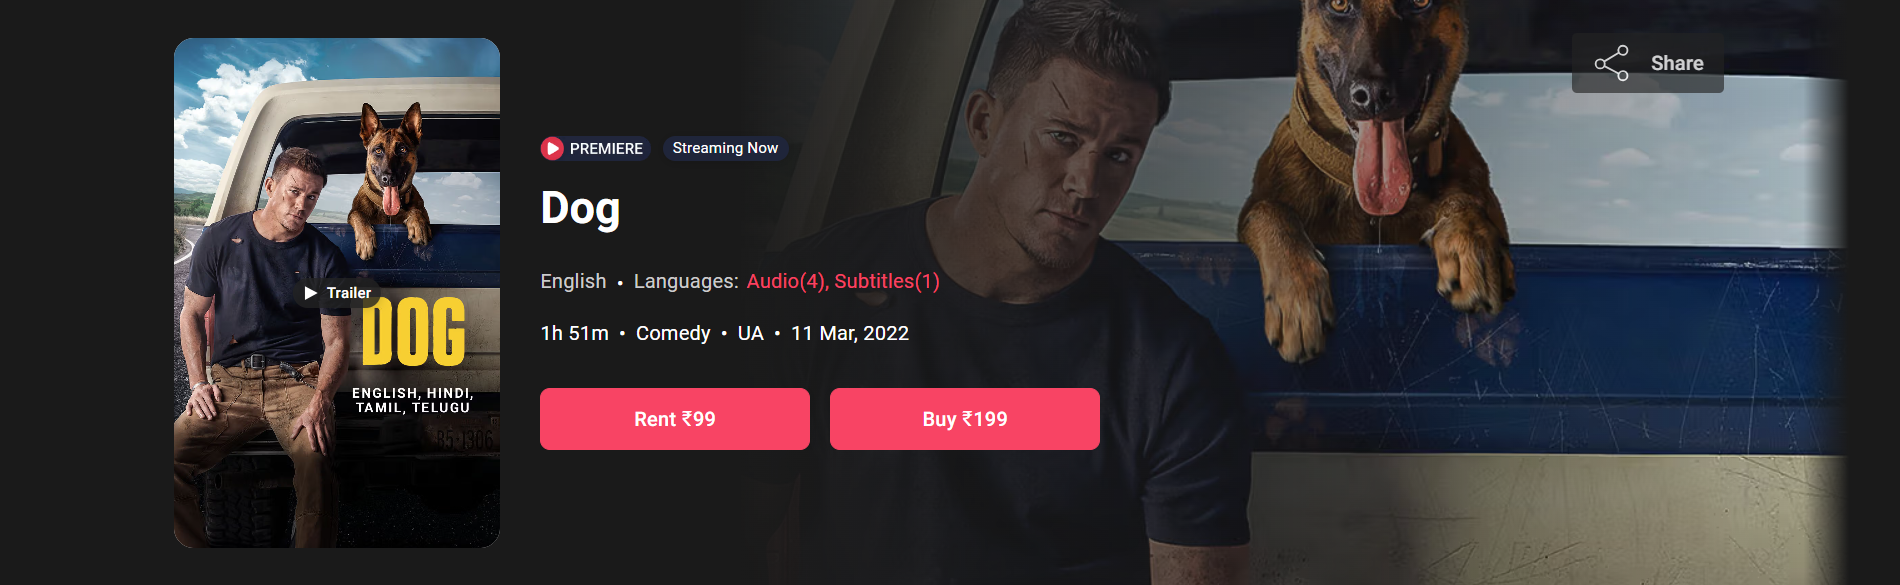 Share
PREMIERE Streaming Now
Dog
English • Languages: Audio(4), Subtitles(1)
1h 51m • Comedy • UA • 11 Mar, 2022
Rent ₹99 Buy ₹199
Trailer
DOG
ENGLISH, HINDI,
TAMIL, TELUGU